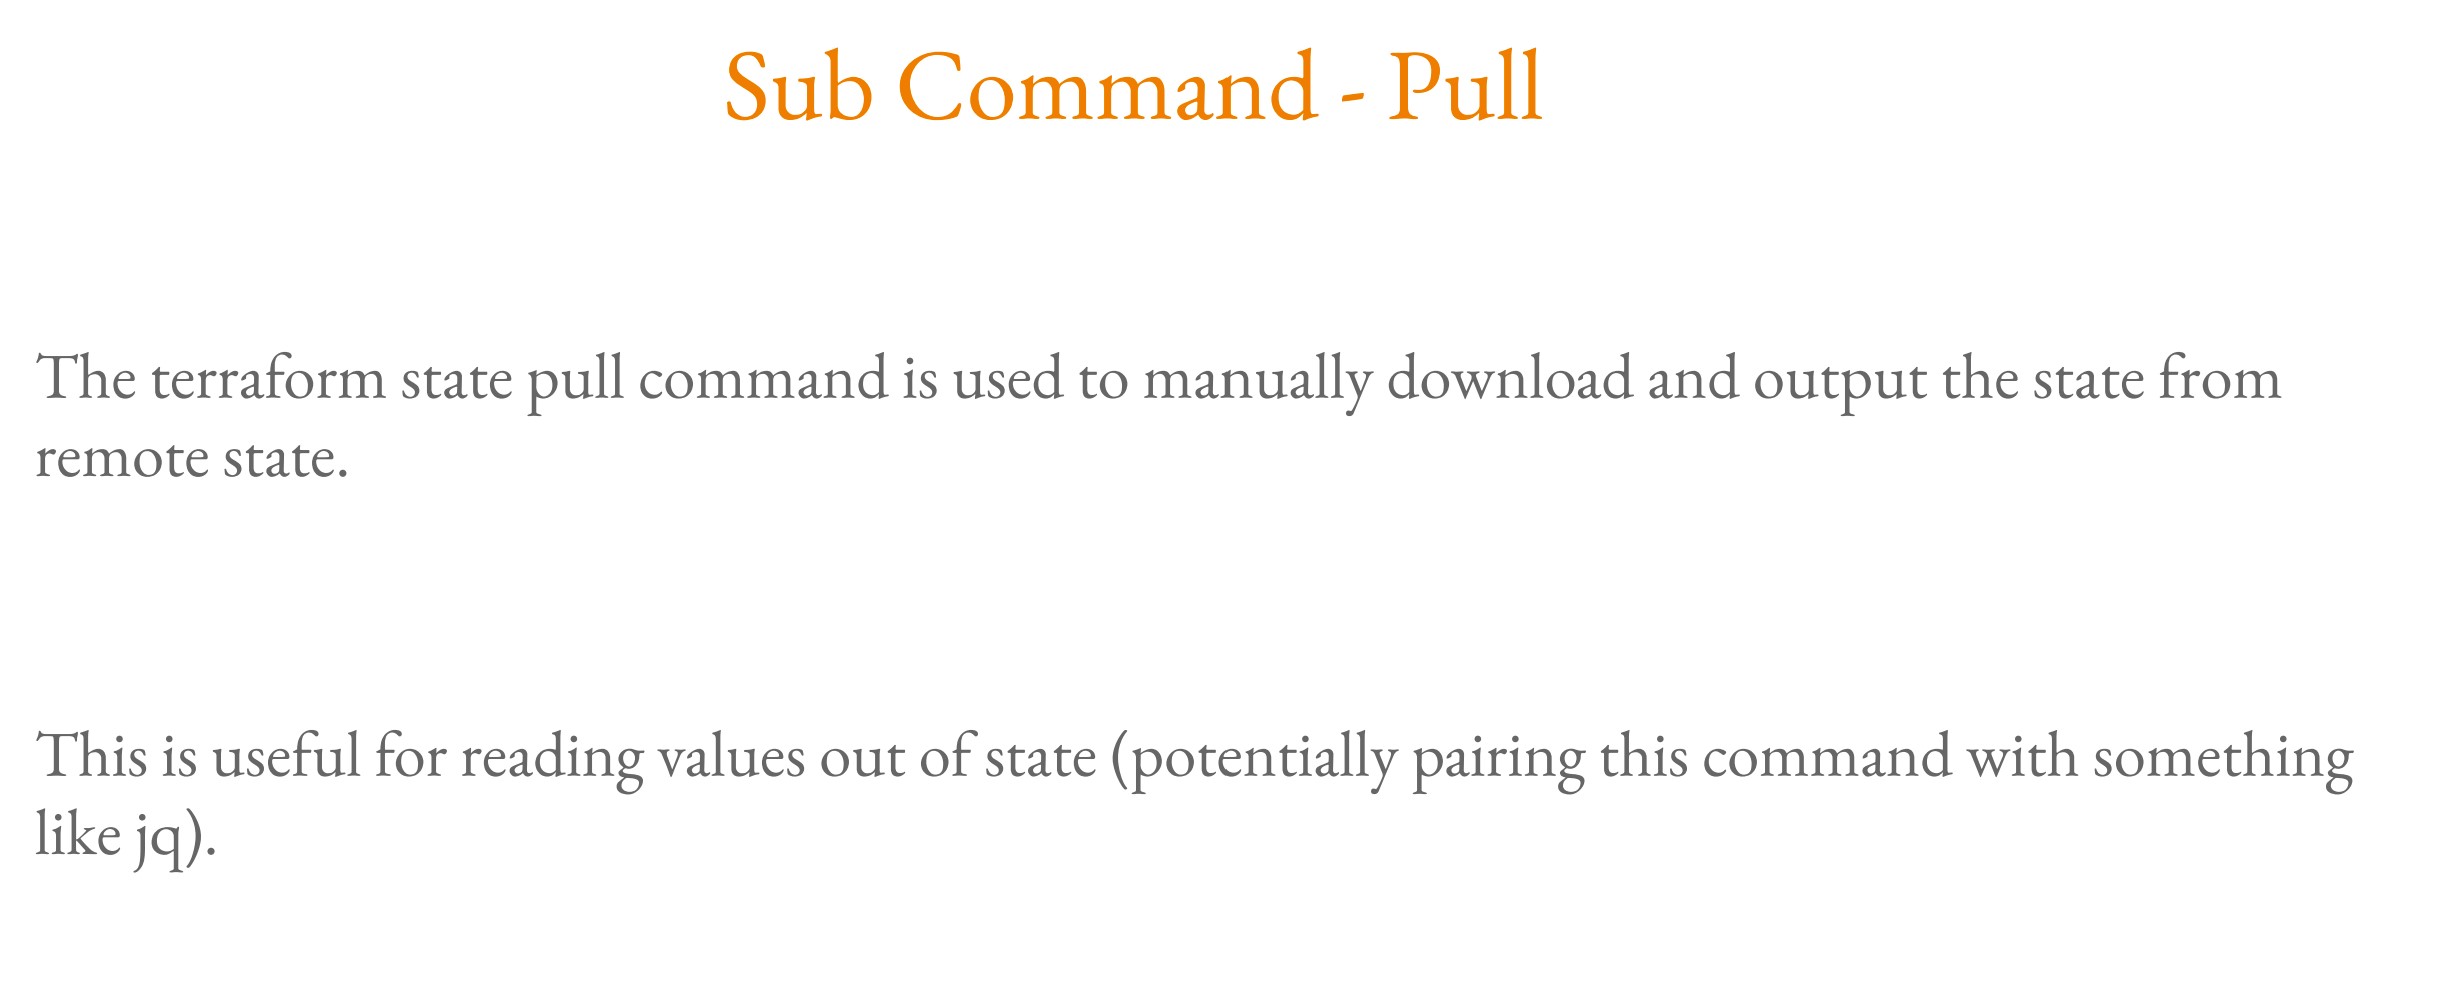 Sub Command - Pull
The terraform state pull command is used to manually download and output the state from
remote state.
This is useful for reading values out of state (potentially pairing this command with something
like jq).